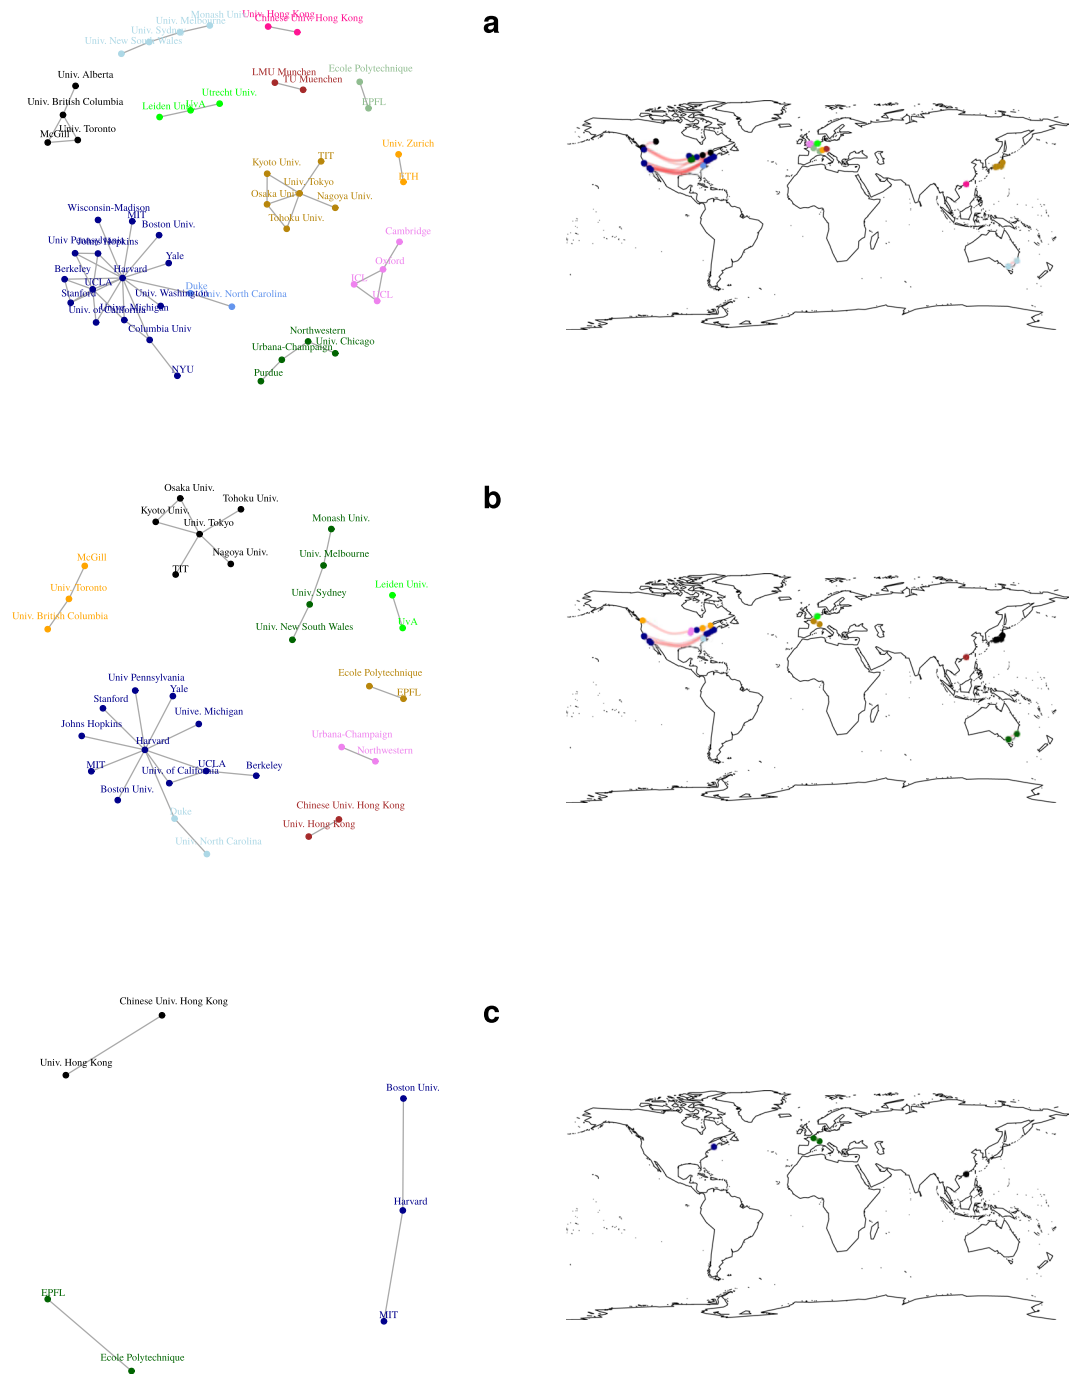 a
Monash Univ.
Univ. Melbourne
Univ. Sydney
Univ. New South Wales
Univ. Hong Kong
Chinese Univ. Hong Kong
Univ. Alberta
Univ. British Columbia
Univ. Toronto
McGill
LMU Munchen
TU Muenchen
Ecole Polytechnique
EPFL
Utrecht Univ.
UvA
Leiden Univ.
Univ. Zurich
ETH
TIT
Kyoto Univ.
Univ. Tokyo
Osaka Univ.
Nagoya Univ.
Tohoku Univ.
Wisconsin-Madison
MIT
Boston Univ.
Univ Pennsylvania
Johns Hopkins
Yale
Berkeley
Harvard
UCLA
Stanford
Univ. Washington
Duke
Univ. North Carolina
Univ. of California
Unive. Michigan
Columbia Univ
NYU
Cambridge
Oxford
ICL
UCL
Northwestern
Univ. Chicago
Urbana-Champaign
Purdue
b
Osaka Univ.
Tohoku Univ.
Kyoto Univ.
Univ. Tokyo
Nagoya Univ.
TIT
Monash Univ.
Univ. Melbourne
Univ. Sydney
Univ. New South Wales
McGill
Univ. Toronto
Univ. British Columbia
Leiden Univ.
UvA
Ecole Polytechnique
EPFL
Univ Pennsylvania
Yale
Stanford
Unive. Michigan
Johns Hopkins
Harvard
MIT
Univ. of California
UCLA
Berkeley
Boston Univ.
Duke
Univ. North Carolina
Urbana-Champaign
Northwestern
Chinese Univ. Hong Kong
Univ. Hong Kong
c
Chinese Univ. Hong Kong
Univ. Hong Kong
Boston Univ.
Harvard
MIT
EPFL
Ecole Polytechnique